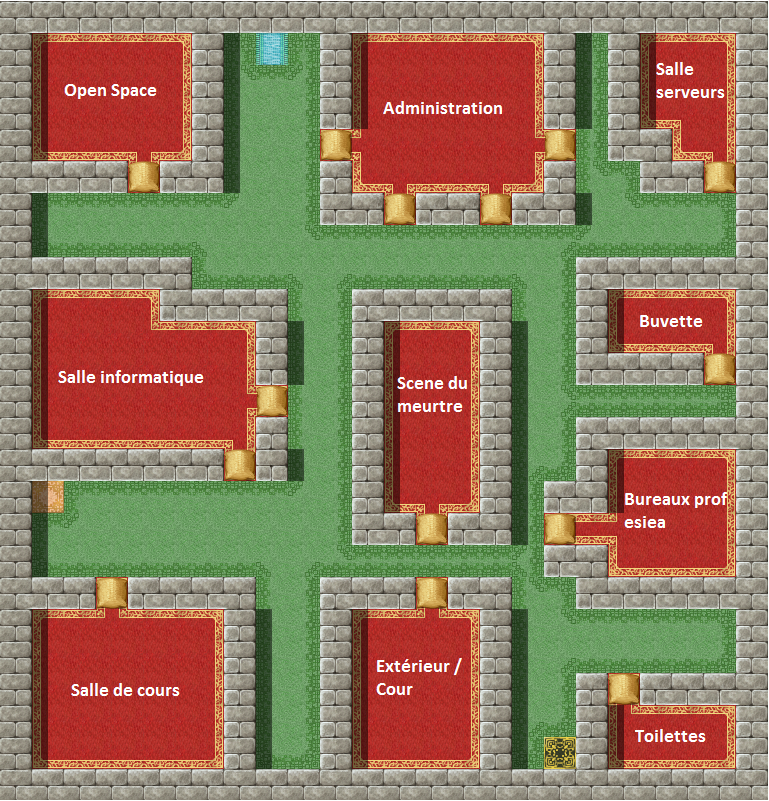 Open Space
Administration
Salle
serveurs
Salle informatique
Scene du
meurtre
Buvette
Bureaux prof
esiea
Salle de cours
Extérieur /
Cour
Toilettes